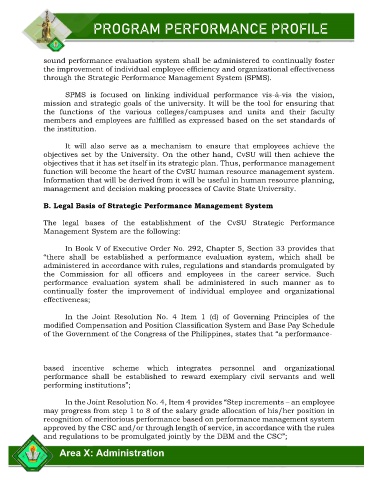 PROGRAM PERFORMANCE PROFILE
sound performance evaluation system shall be administered to continually foster
the improvement of individual employee efficiency and organizational effectiveness
through the Strategic Performance Management System (SPMS).
SPMS is focused on linking individual performance vis-à-vis the vision,
mission and strategic goals of the university. It will be the tool for ensuring that
the functions of the various colleges/campuses and units and their faculty
members and employees are fulfilled as expressed based on the set standards of
the institution.
It will also serve as a mechanism to ensure that employees achieve the
objectives set by the University. On the other hand, CvSU will then achieve the
objectives that it has set itself in its strategic plan. Thus, performance management
function will become the heart of the CvSU human resource management system.
Information that will be derived from it will be useful in human resource planning,
management and decision making processes of Cavite State University.
B. Legal Basis of Strategic Performance Management System
The legal bases of the establishment of the CvSU Strategic Performance
Management System are the following:
In Book V of Executive Order No. 292, Chapter 5, Section 33 provides that
“there shall be established a performance evaluation system, which shall be
administered in accordance with rules, regulations and standards promulgated by
the Commission for all officers and employees in the career service. Such
performance evaluation system shall be administered in such manner as to
continually foster the improvement of individual employee and organizational
effectiveness;
In the Joint Resolution No. 4 Item 1 (d) of Governing Principles of the
modified Compensation and Position Classification System and Base Pay Schedule
of the Government of the Congress of the Philippines, states that “a performance-
based incentive scheme which integrates personnel and organizational
performance shall be established to reward exemplary civil servants and well
performing institutions”;
In the Joint Resolution No. 4, Item 4 provides “Step increments – an employee
may progress from step 1 to 8 of the salary grade allocation of his/her position in
recognition of meritorious performance based on performance management system
approved by the CSC and/or through length of service, in accordance with the rules
and regulations to be promulgated jointly by the DBM and the CSC”;
Area X: Administration